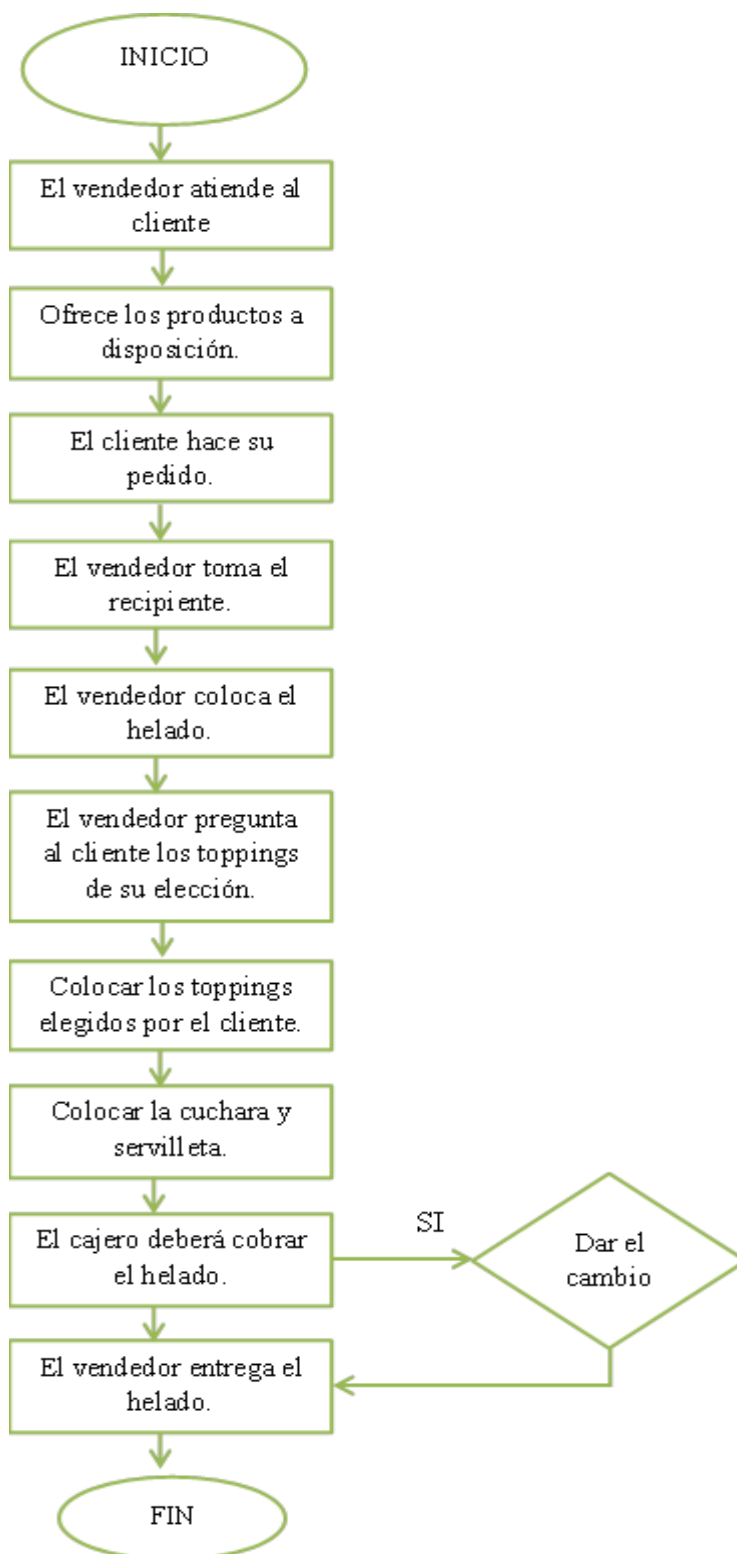 INICIO
El vendedor atiende al
cliente
Ofrece los productos a
disposición.
El cliente hace su
pedido.
El vendedor toma el
recipiente.
El vendedor coloca el
helado.
El vendedor pregunta
al cliente los toppings
de su elección.
Colocar los toppings
elegidos por el cliente.
Colocar la cuchara y
servilleta.
El cajero deberá cobrar
el helado.
SI
Dar el
cambio
El vendedor entrega el
helado.
FIN